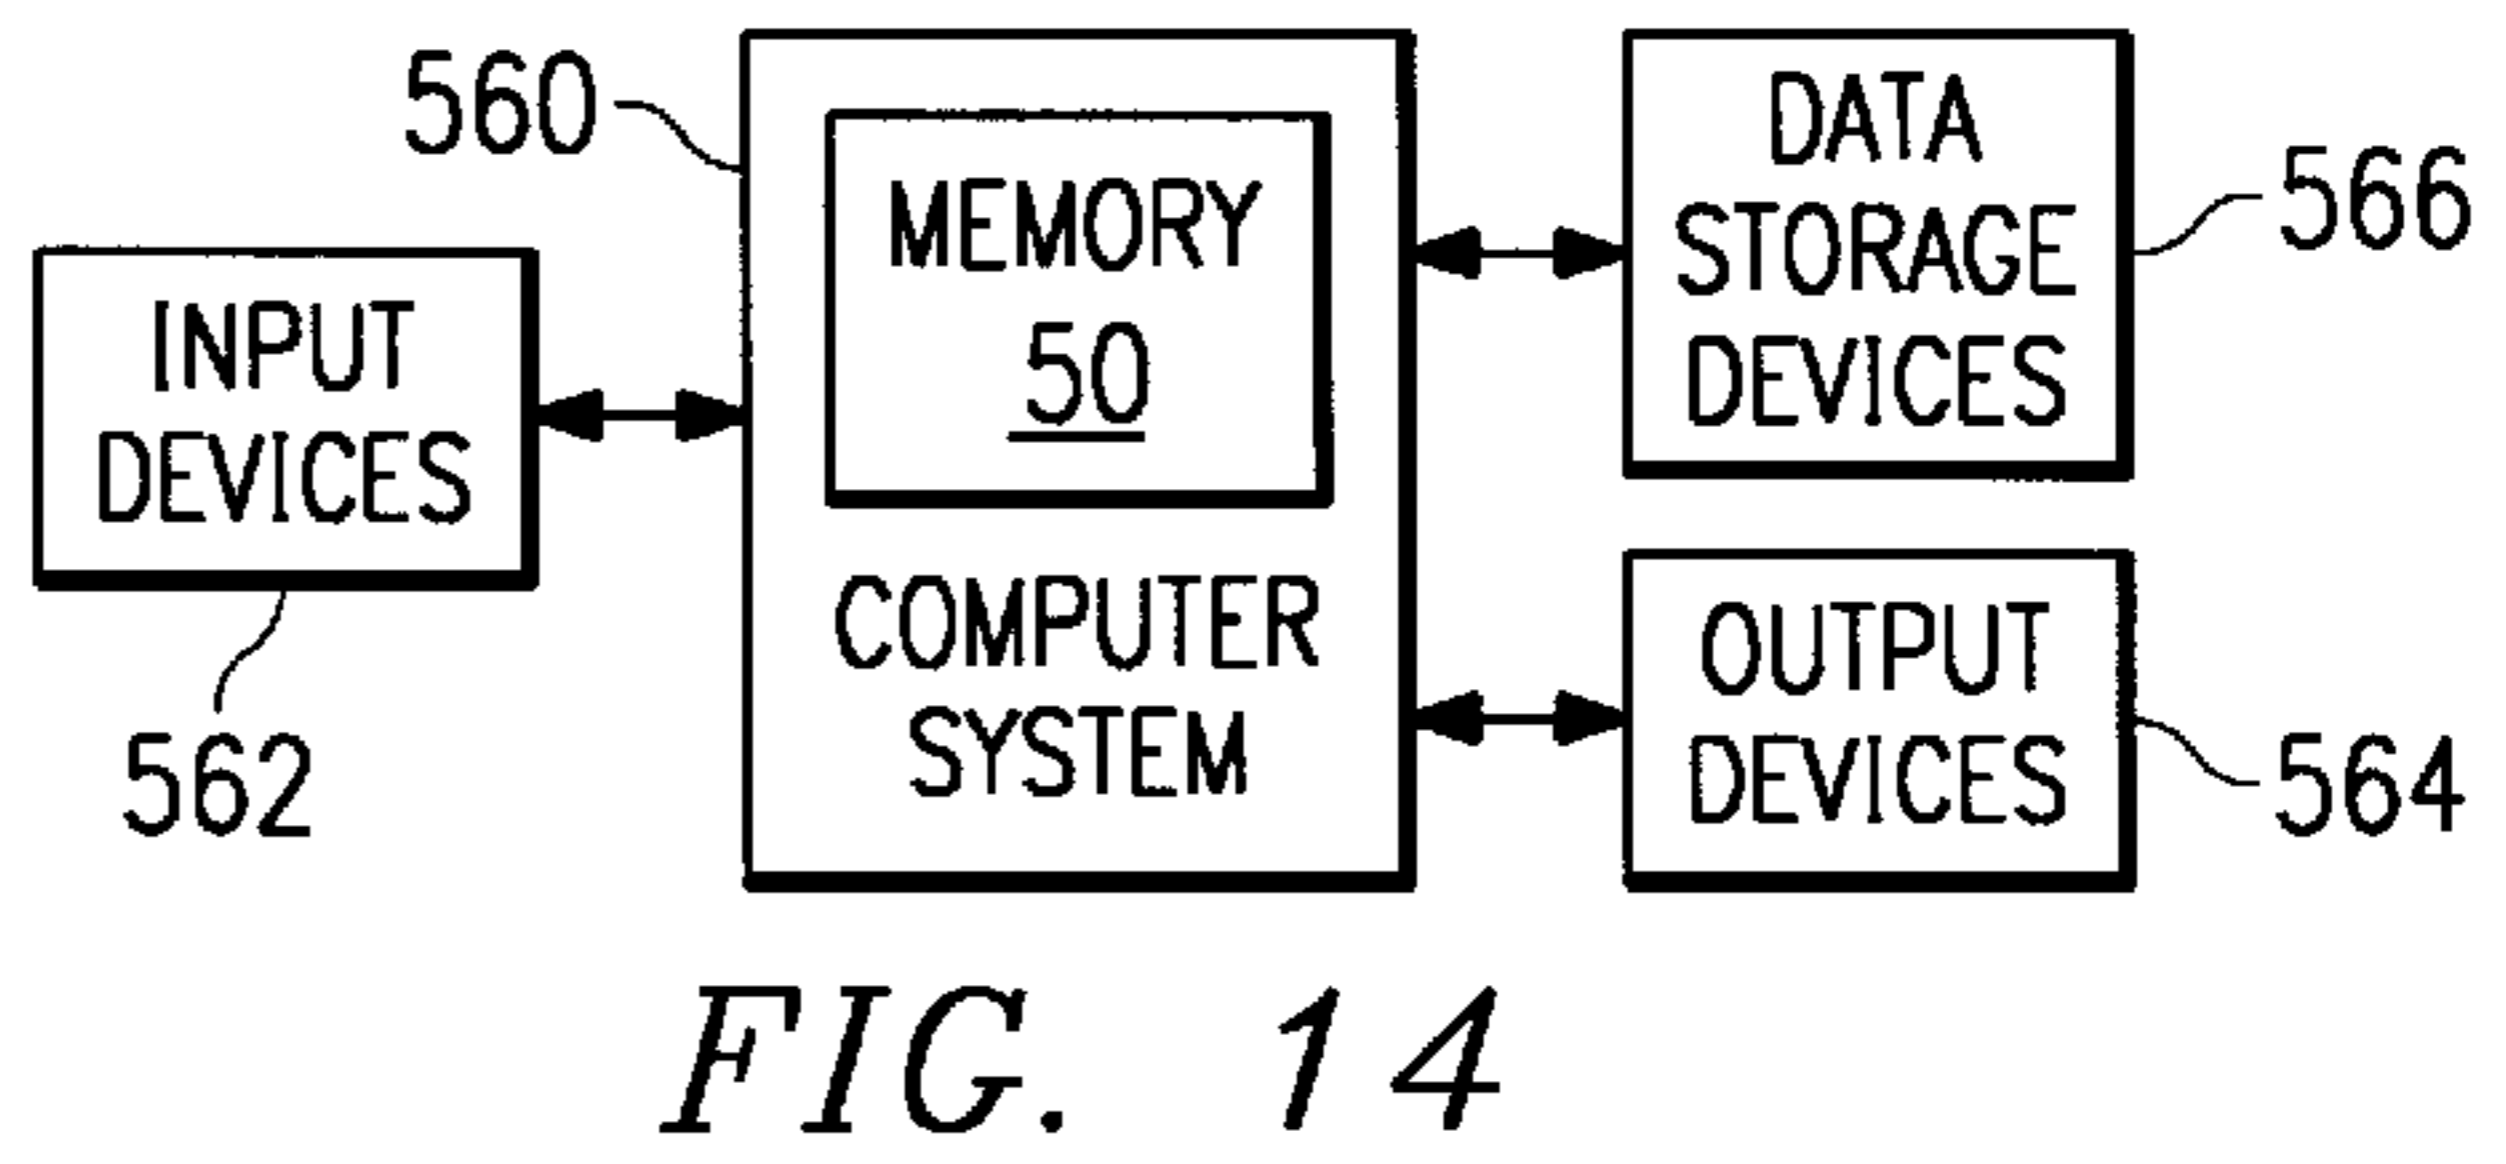 560
MEMORY
50
COMPUTER
SYSTEM
INPUT
DEVICES
562
DATA
STORAGE
DEVICES
566
OUTPUT
DEVICES
564
FIG. 14